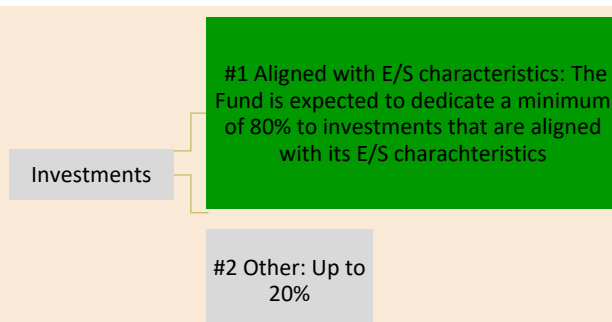 #1 Aligned with E/S characteristics: The
Fund is expected to dedicate a minimum
of 80% to investments that are aligned
with its E/S charachteristics
Investments
#2 Other: Up to
20%